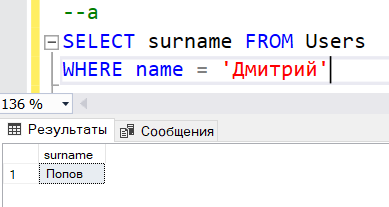 --a
SELECT surname FROM Users
WHERE name = 'Дмитрий'
136 %
Результаты Сообщения
surname
1 Попов